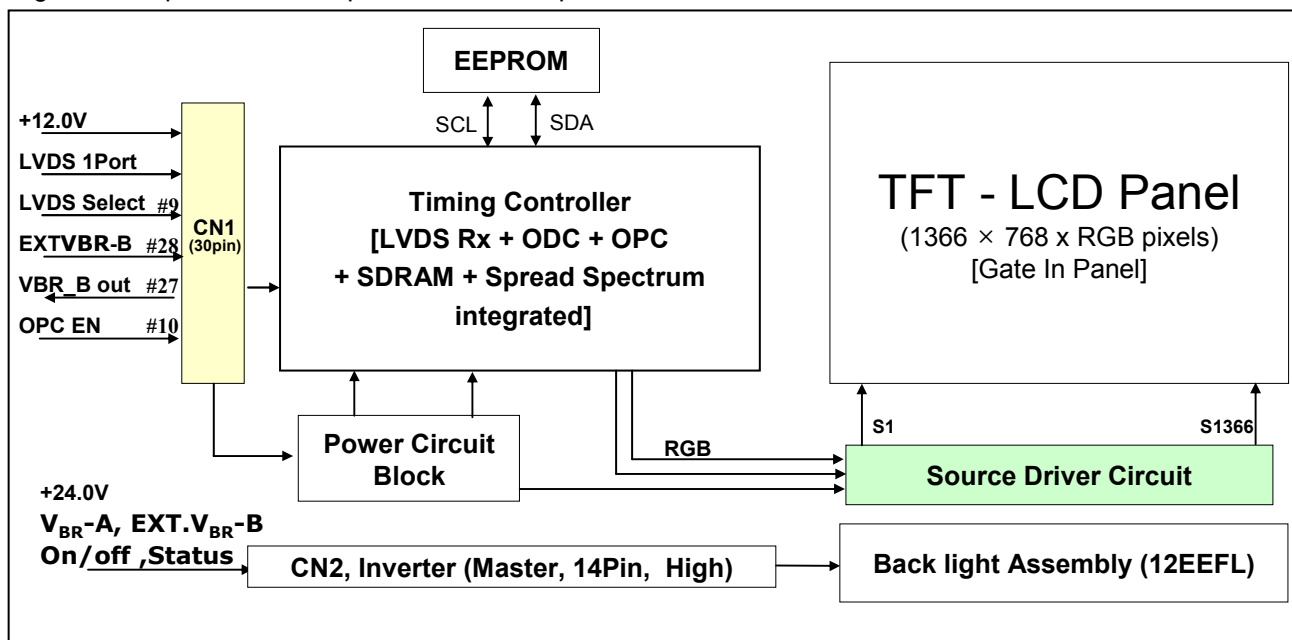 EEPROM
SCL
SDA
+12.0V
LVDS 1Port
LVDS Select #9
EXTVBR-B #28
VBR_B out #27
OPC EN #10
CN1
(30pin)
Timing Controller
[LVDS Rx + ODC + OPC
+ SDRAM + Spread Spectrum
integrated]
TFT - LCD Panel
(1366 × 768 x RGB pixels)
[Gate In Panel]
S1
S1366
Power Circuit
Block
RGB
Source Driver Circuit
+24.0V
VBR-A, EXT.VBR-B
On/off ,Status
CN2, Inverter (Master, 14Pin, High)
Back light Assembly (12EEFL)